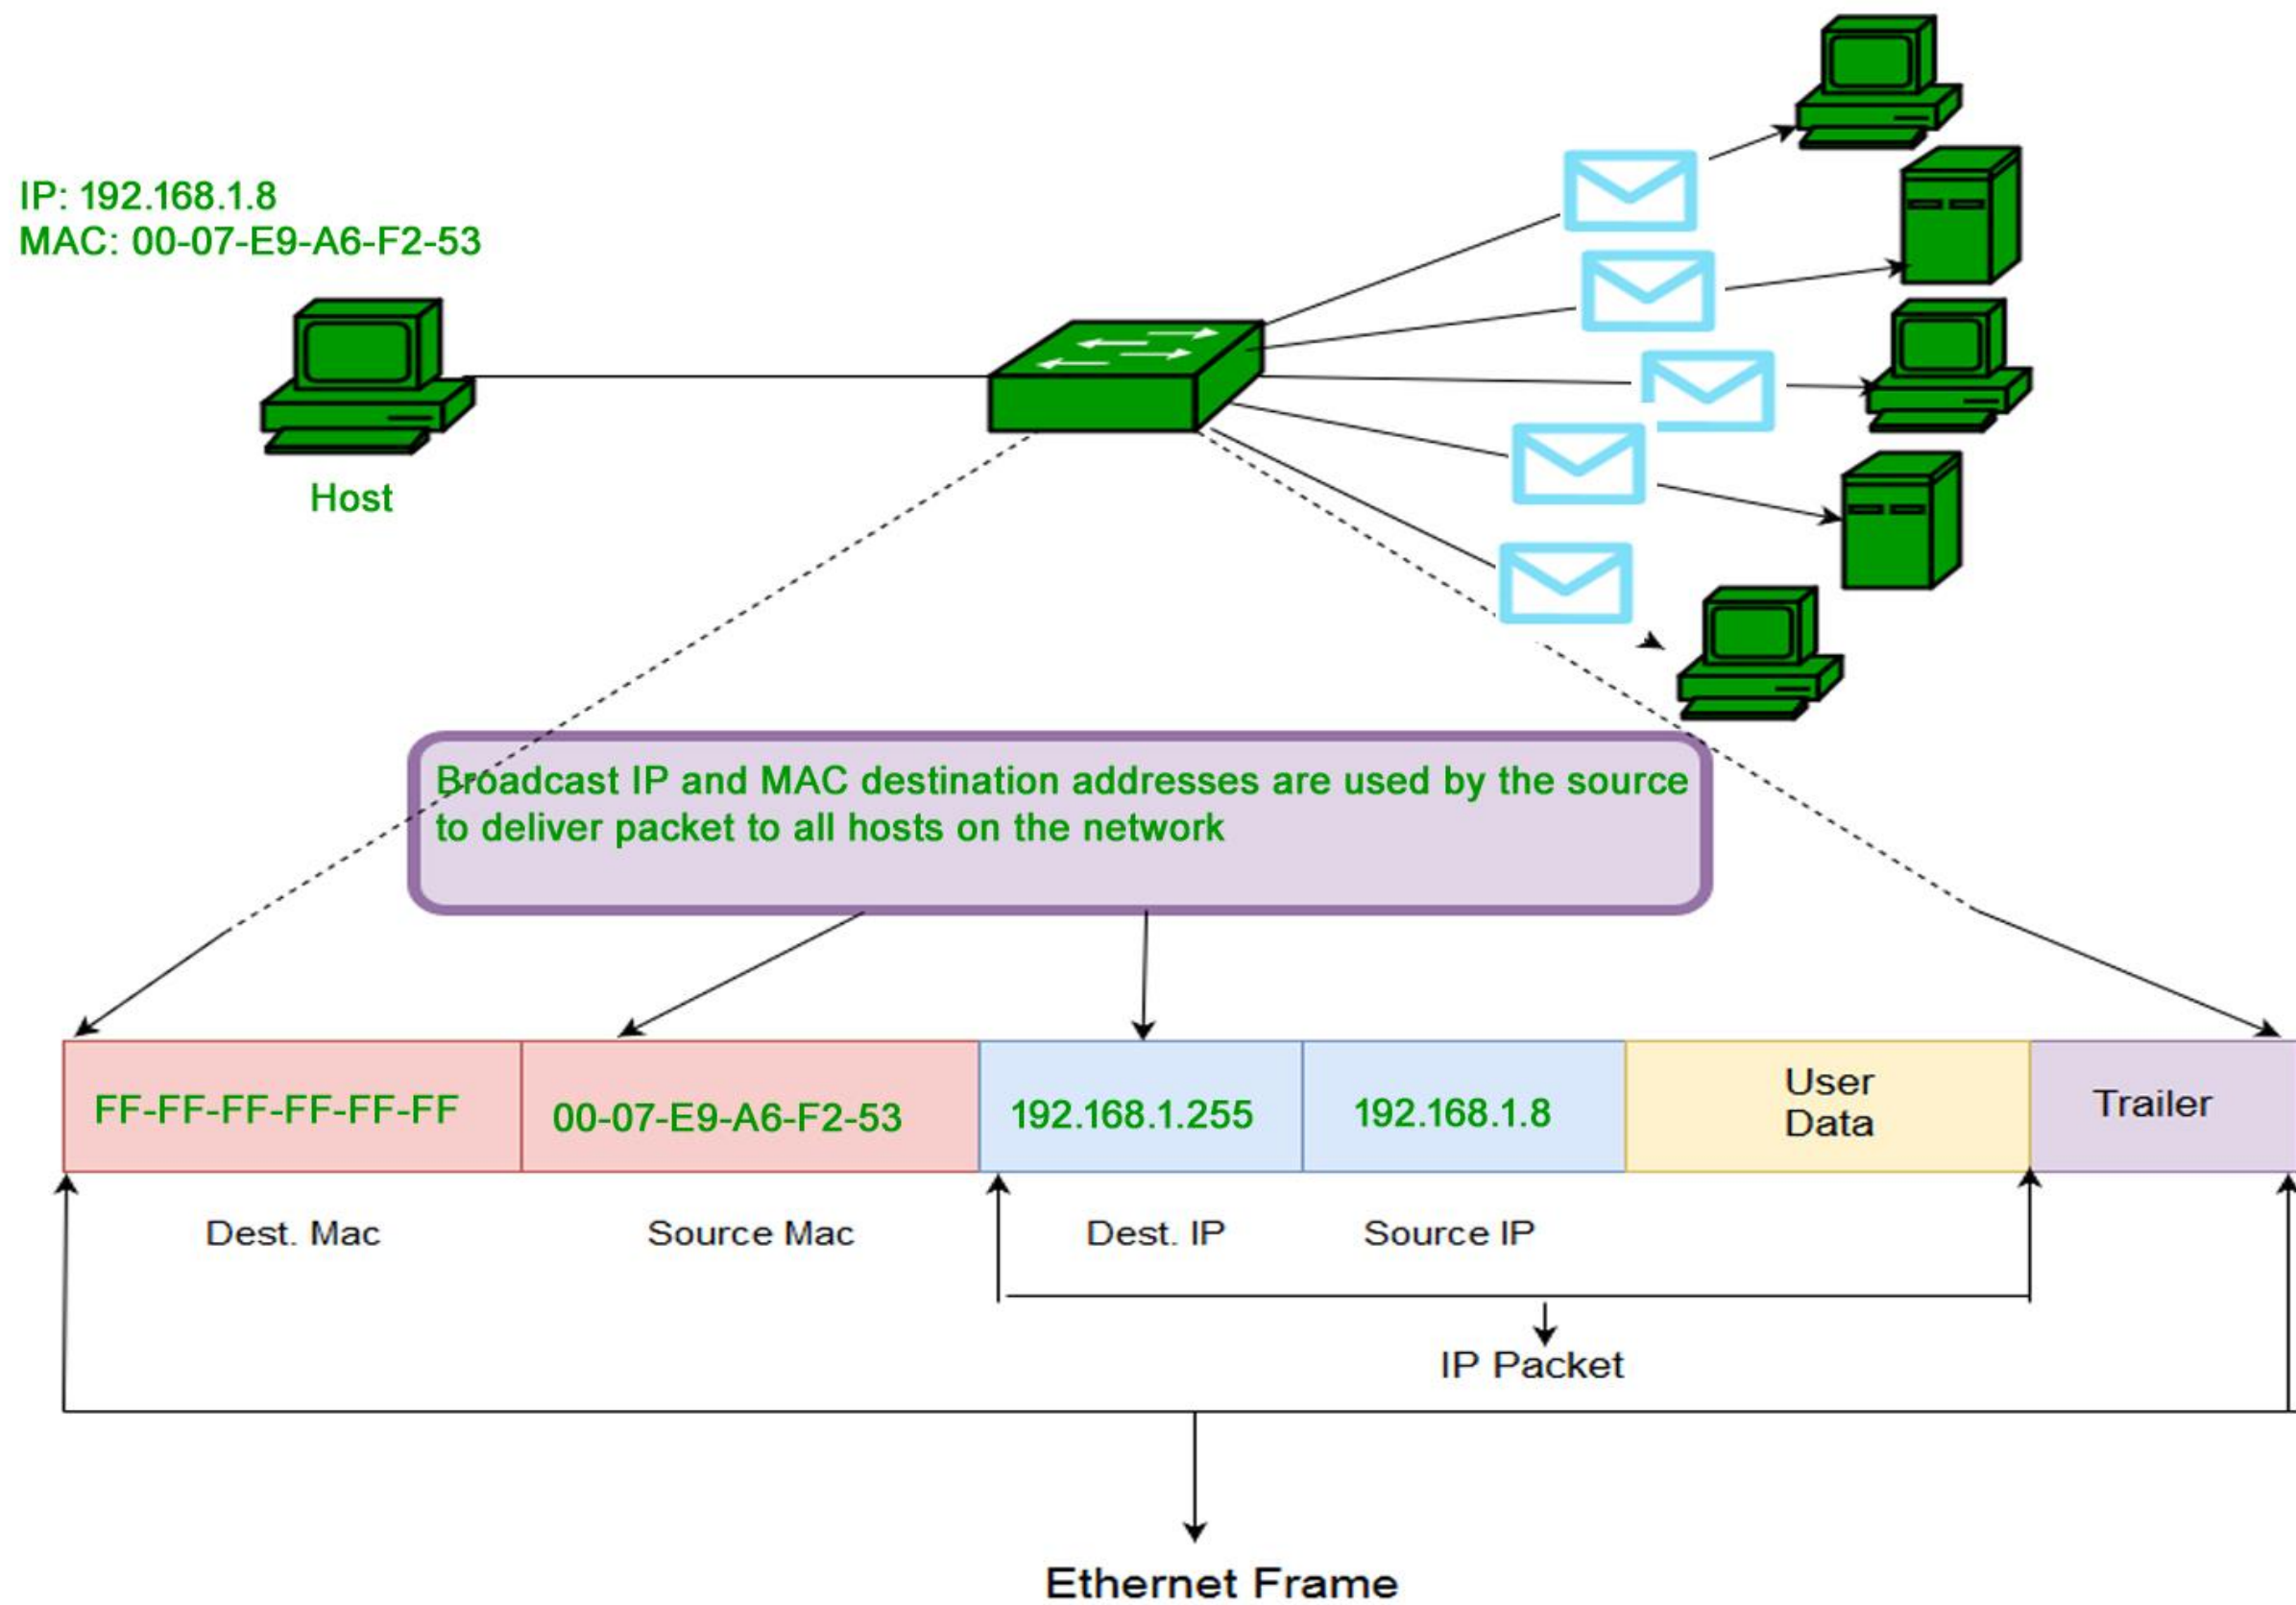 IP: 192.168.1.8
MAC: 00-07-E9-A6-F2-53
Host
Broadcast IP and MAC destination addresses are used by the source
to deliver packet to all hosts on the network
FF-FF-FF-FF-FF-FF
00-07-E9-A6-F2-53
192.168.1.255
192.168.1.8
User
Data
Trailer
Dest. Mac
Source Mac
Dest. IP
Source IP
IP Packet
Ethernet Frame